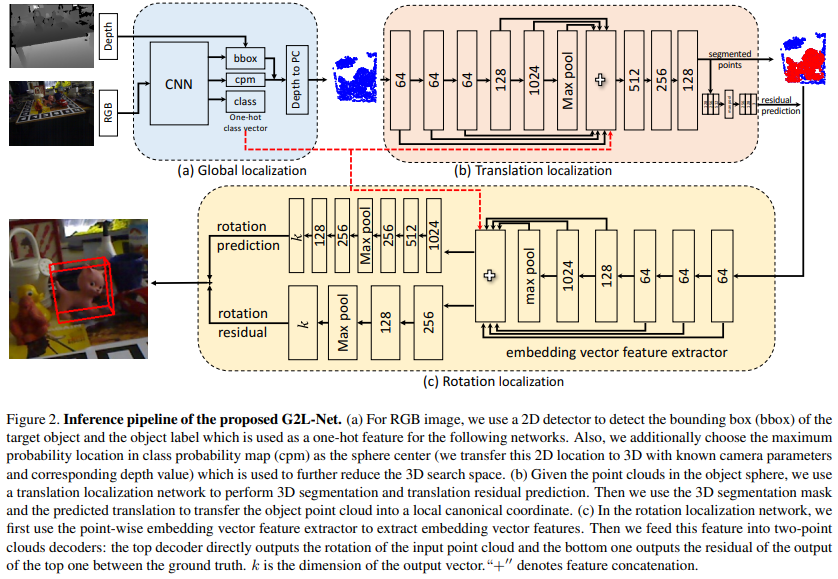 Depth
RGB
CNN
bbox
cpm
class
One-hot
class vector
Depth to PC
(a) Global localization
64
64
64
128
1024
Max pool
+
512
256
128
segmented
points
max pool
residual
prediction
(b) Translation localization
rotation
prediction
k
128
256
Max pool
256
512
1024
rotation
residual
k
Max pool
128
256
+
max pool
1024
128
64
64
64
embedding vector feature extractor
(c) Rotation localization
Figure 2. Inference pipeline of the proposed G2L-Net. (a) For RGB image, we use a 2D detector to detect the bounding box (bbox) of the
target object and the object label which is used as a one-hot feature for the following networks. Also, we additionally choose the maximum
probability location in class probability map (cpm) as the sphere center (we transfer this 2D location to 3D with known camera parameters
and corresponding depth value) which is used to further reduce the 3D search space. (b) Given the point clouds in the object sphere, we use
a translation localization network to perform 3D segmentation and translation residual prediction. Then we use the 3D segmentation mask
and the predicted translation to transfer the object point cloud into a local canonical coordinate. (c) In the rotation localization network, we
first use the point-wise embedding vector feature extractor to extract embedding vector features. Then we feed this feature into two-point
clouds decoders: the top decoder directly outputs the rotation of the input point cloud and the bottom one outputs the residual of the output
of the top one between the ground truth. k is the dimension of the output vector.“+″ denotes feature concatenation.